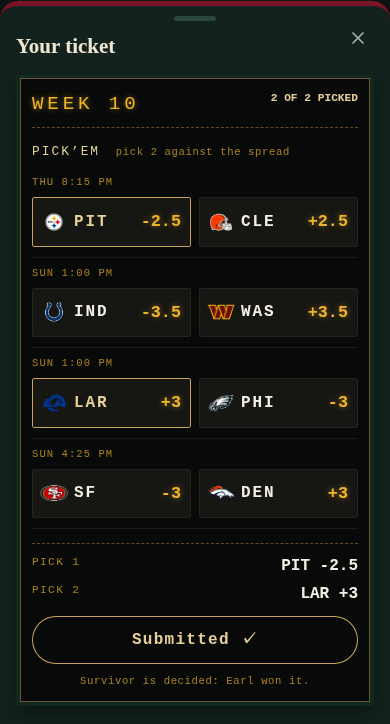 Your ticket
WEEK 10
2 OF 2 PICKED
PICK’EM pick 2 against the spread
THU 8:15 PM
PIT -2.5 CLE +2.5
SUN 1:00 PM
IND -3.5 WAS +3.5
SUN 1:00 PM
LAR +3 PHI -3
SUN 4:25 PM
SF -3 DEN +3
PICK 1 PIT -2.5
PICK 2 LAR +3
Submitted ✓
Survivor is decided: Earl won it.